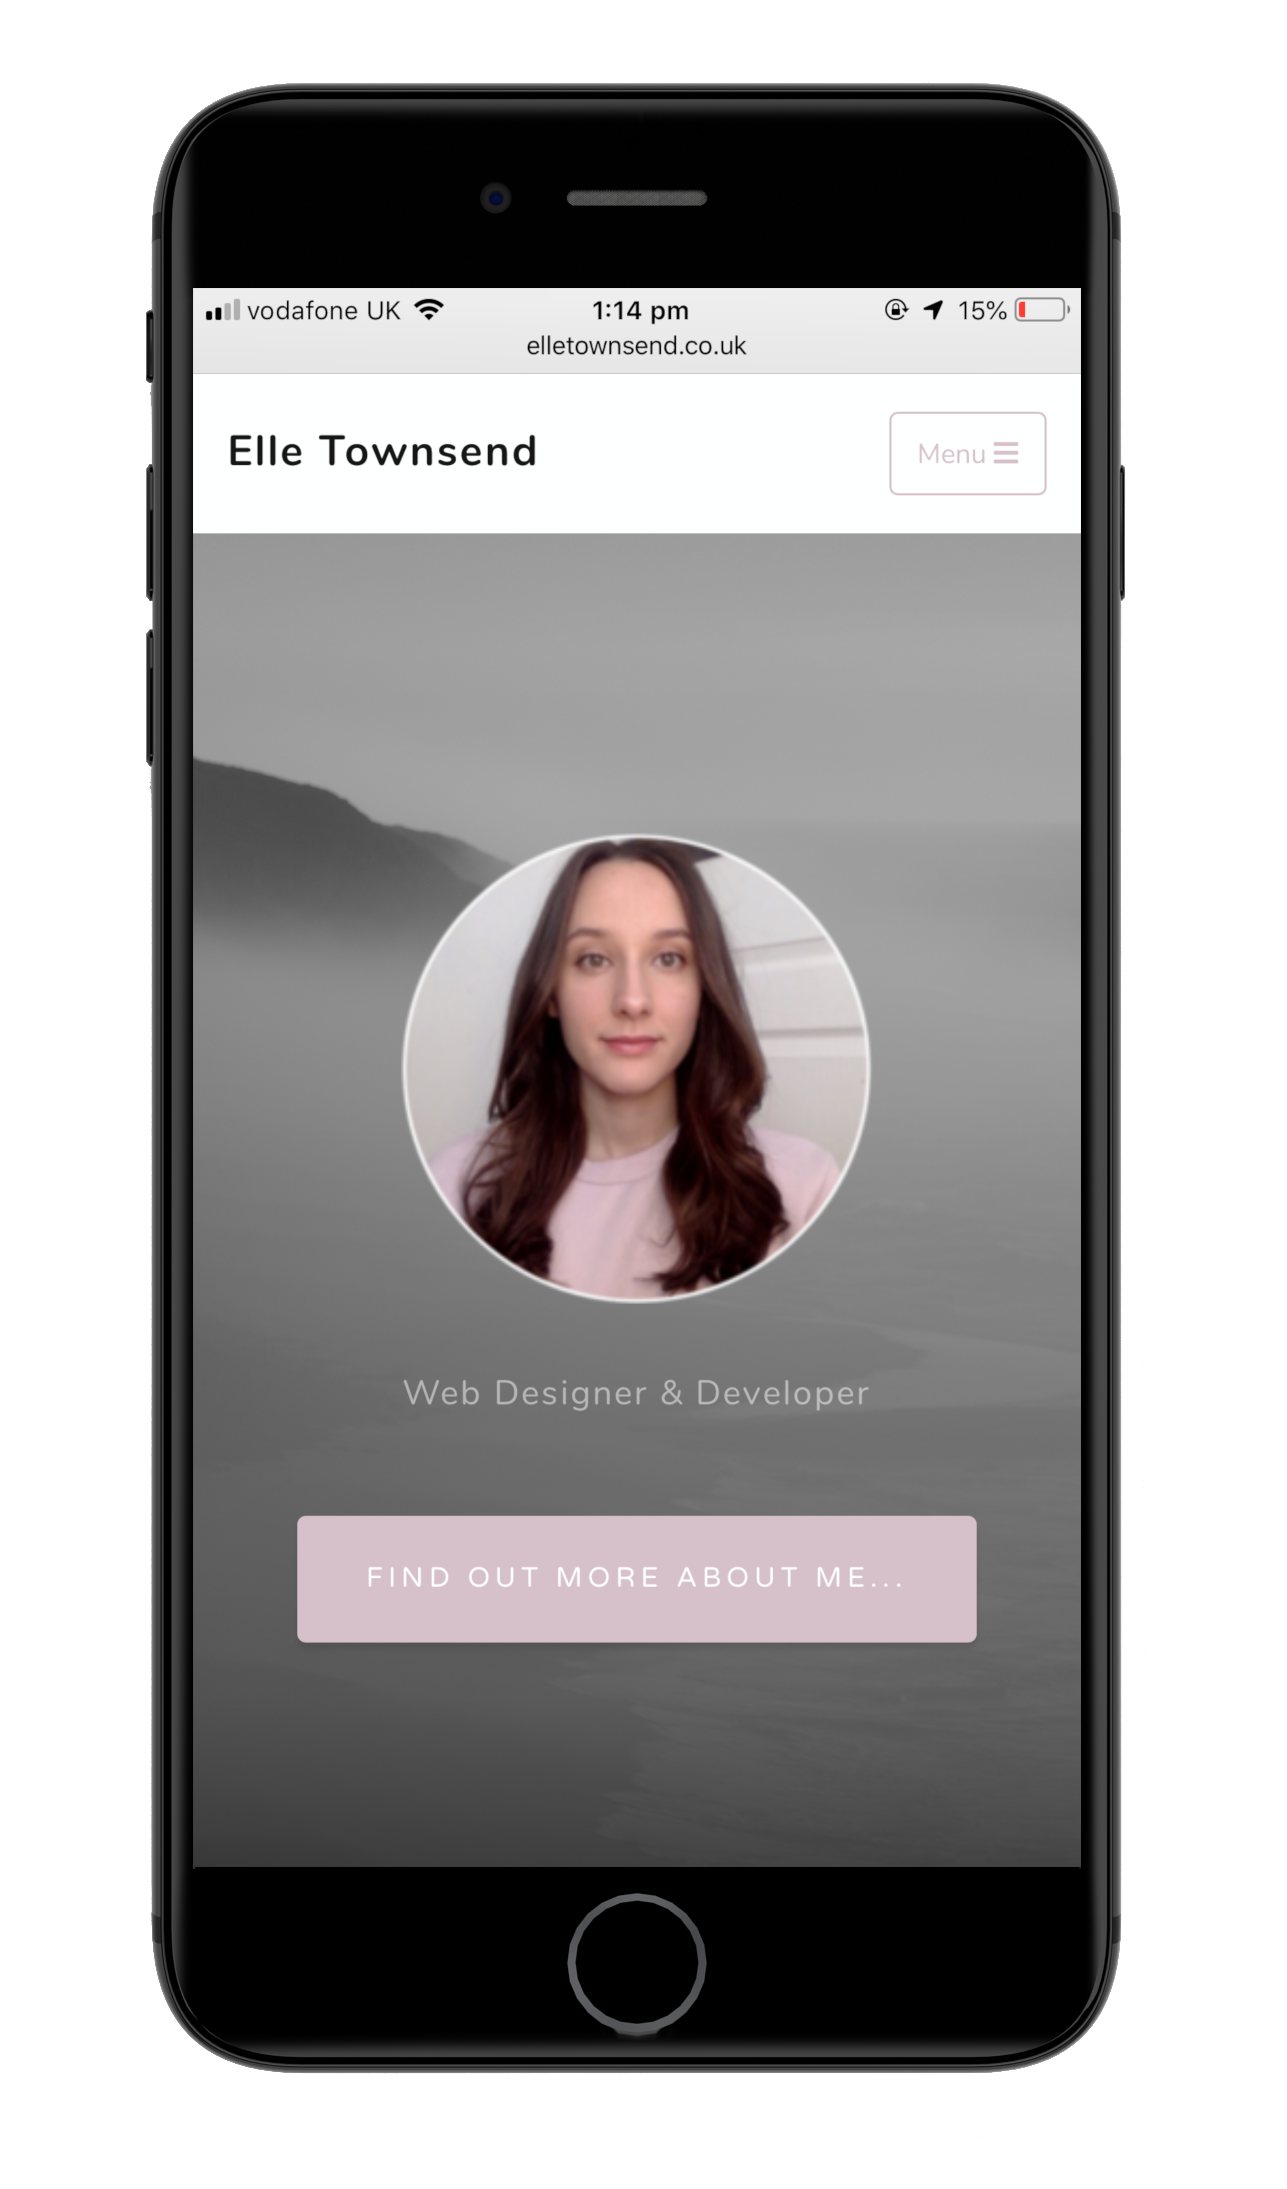 vodafone UK 1:14 pm 15%
elletownsend.co.uk
Elle Townsend Menu
Web Designer & Developer
FIND OUT MORE ABOUT ME...